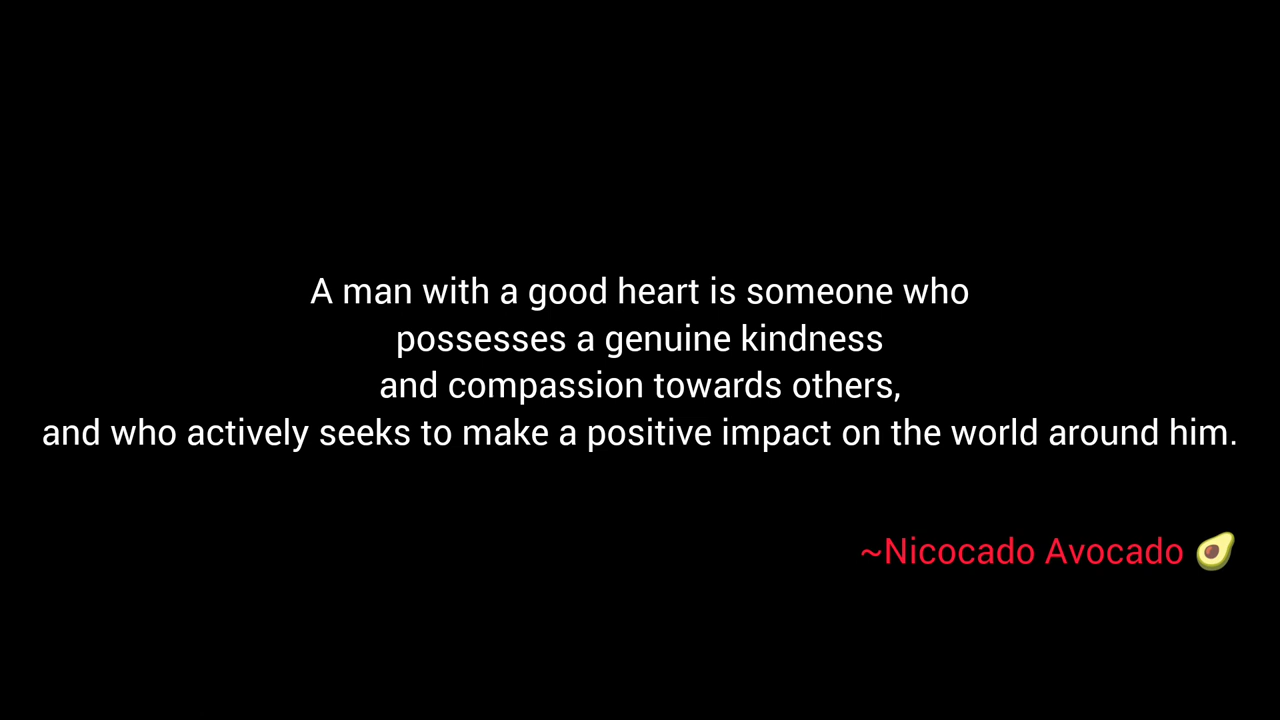 A man with a good heart is someone who
possesses a genuine kindness
and compassion towards others,
and who actively seeks to make a positive impact on the world around him.
~Nicocado Avocado 🥑